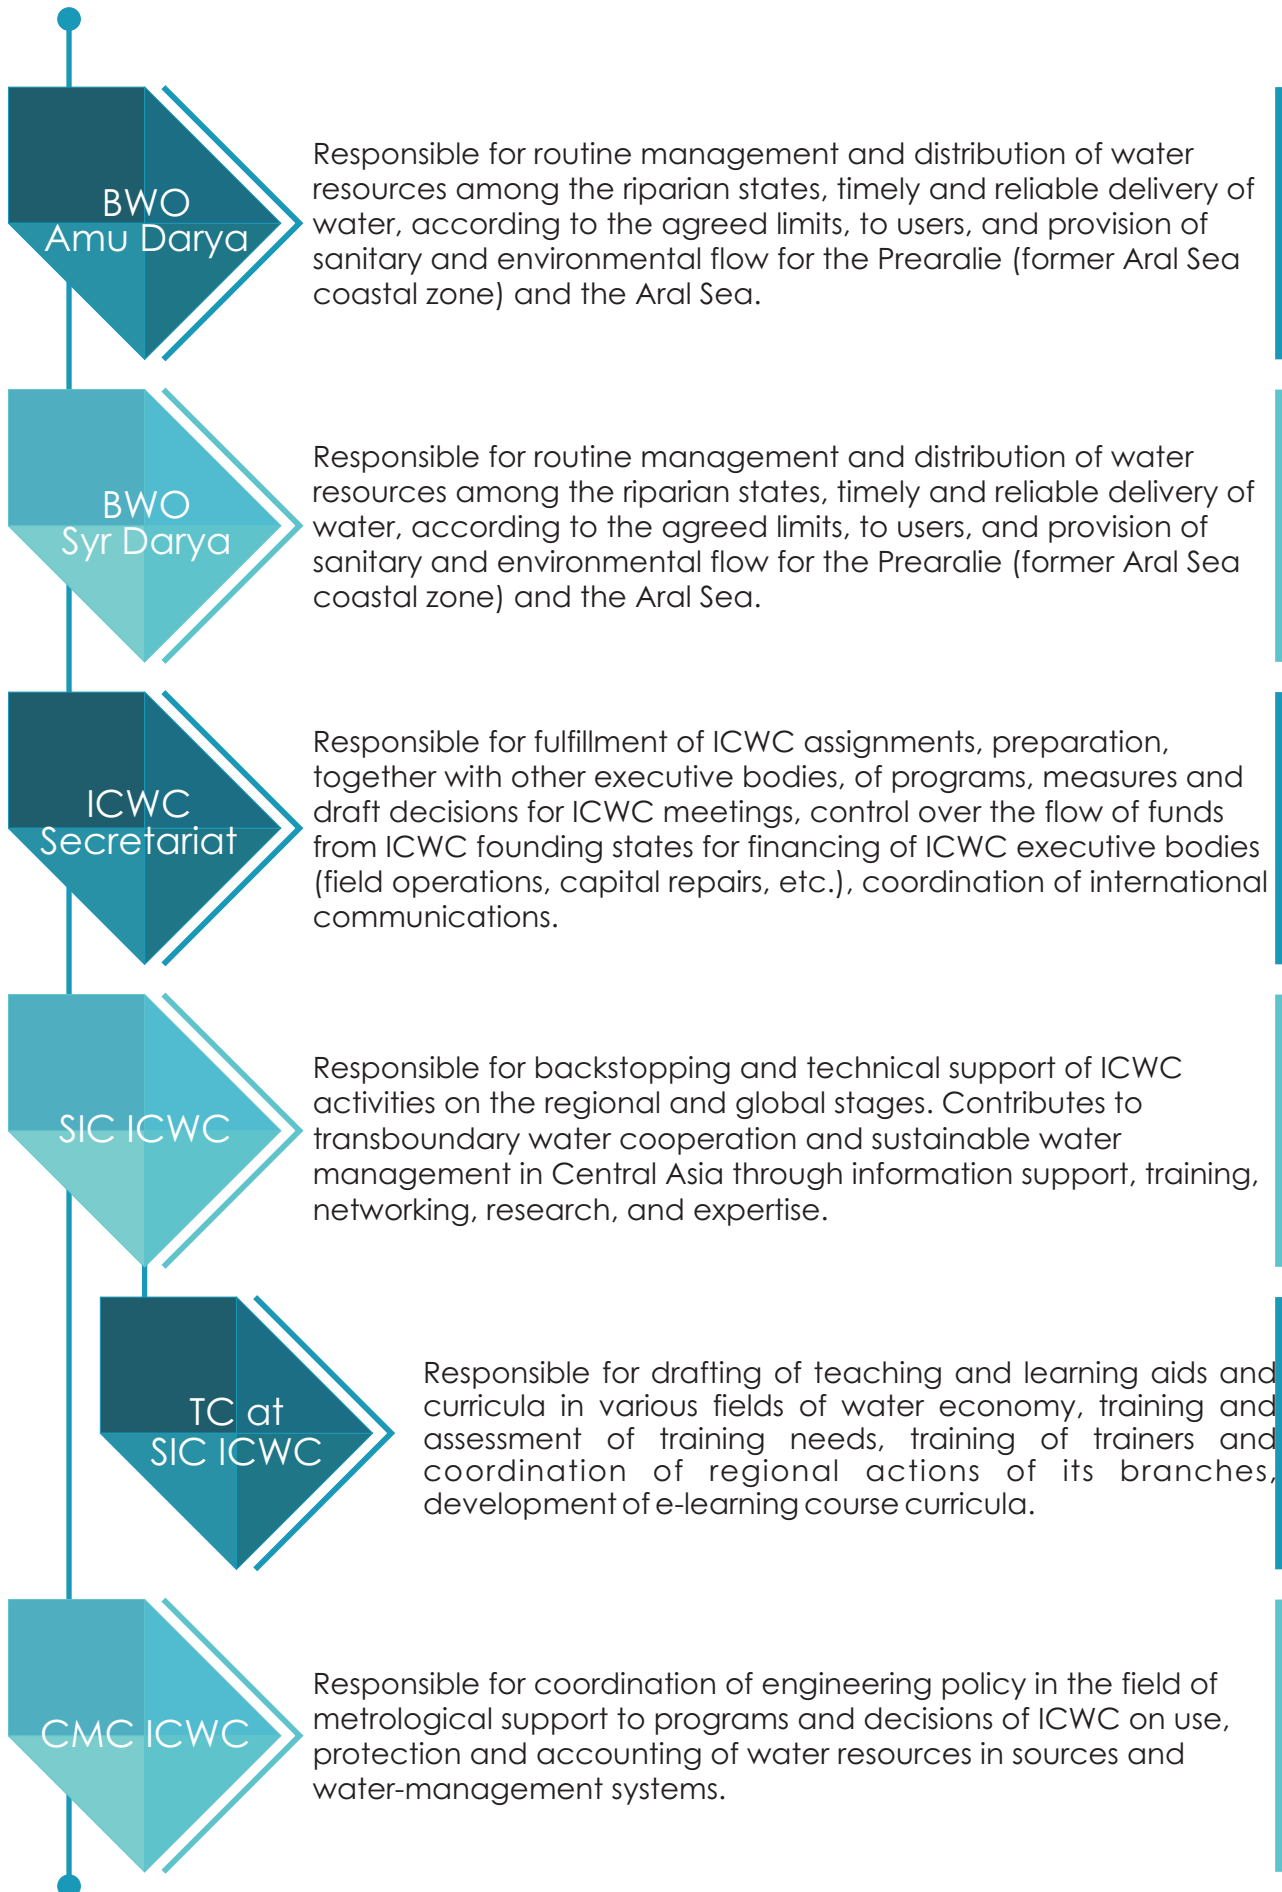 BWO
Amu Darya
Responsible for routine management and distribution of water
resources among the riparian states, timely and reliable delivery of
water, according to the agreed limits, to users, and provision of
sanitary and environmental flow for the Prearalie (former Aral Sea
coastal zone) and the Aral Sea.
BWO
Syr Darya
Responsible for routine management and distribution of water
resources among the riparian states, timely and reliable delivery of
water, according to the agreed limits, to users, and provision of
sanitary and environmental flow for the Prearalie (former Aral Sea
coastal zone) and the Aral Sea.
ICWC
Secretariat
Responsible for fulfillment of ICWC assignments, preparation,
together with other executive bodies, of programs, measures and
draft decisions for ICWC meetings, control over the flow of funds
from ICWC founding states for financing of ICWC executive bodies
(field operations, capital repairs, etc.), coordination of international
communications.
SIC ICWC
Responsible for backstopping and technical support of ICWC
activities on the regional and global stages. Contributes to
transboundary water cooperation and sustainable water
management in Central Asia through information support, training,
networking, research, and expertise.
TC at
SIC ICWC
Responsible for drafting of teaching and learning aids and
curricula in various fields of water economy, training and
assessment of training needs, training of trainers and
coordination of regional actions of its branches,
development of e-learning course curricula.
CMC ICWC
Responsible for coordination of engineering policy in the field of
metrological support to programs and decisions of ICWC on use,
protection and accounting of water resources in sources and
water-management systems.